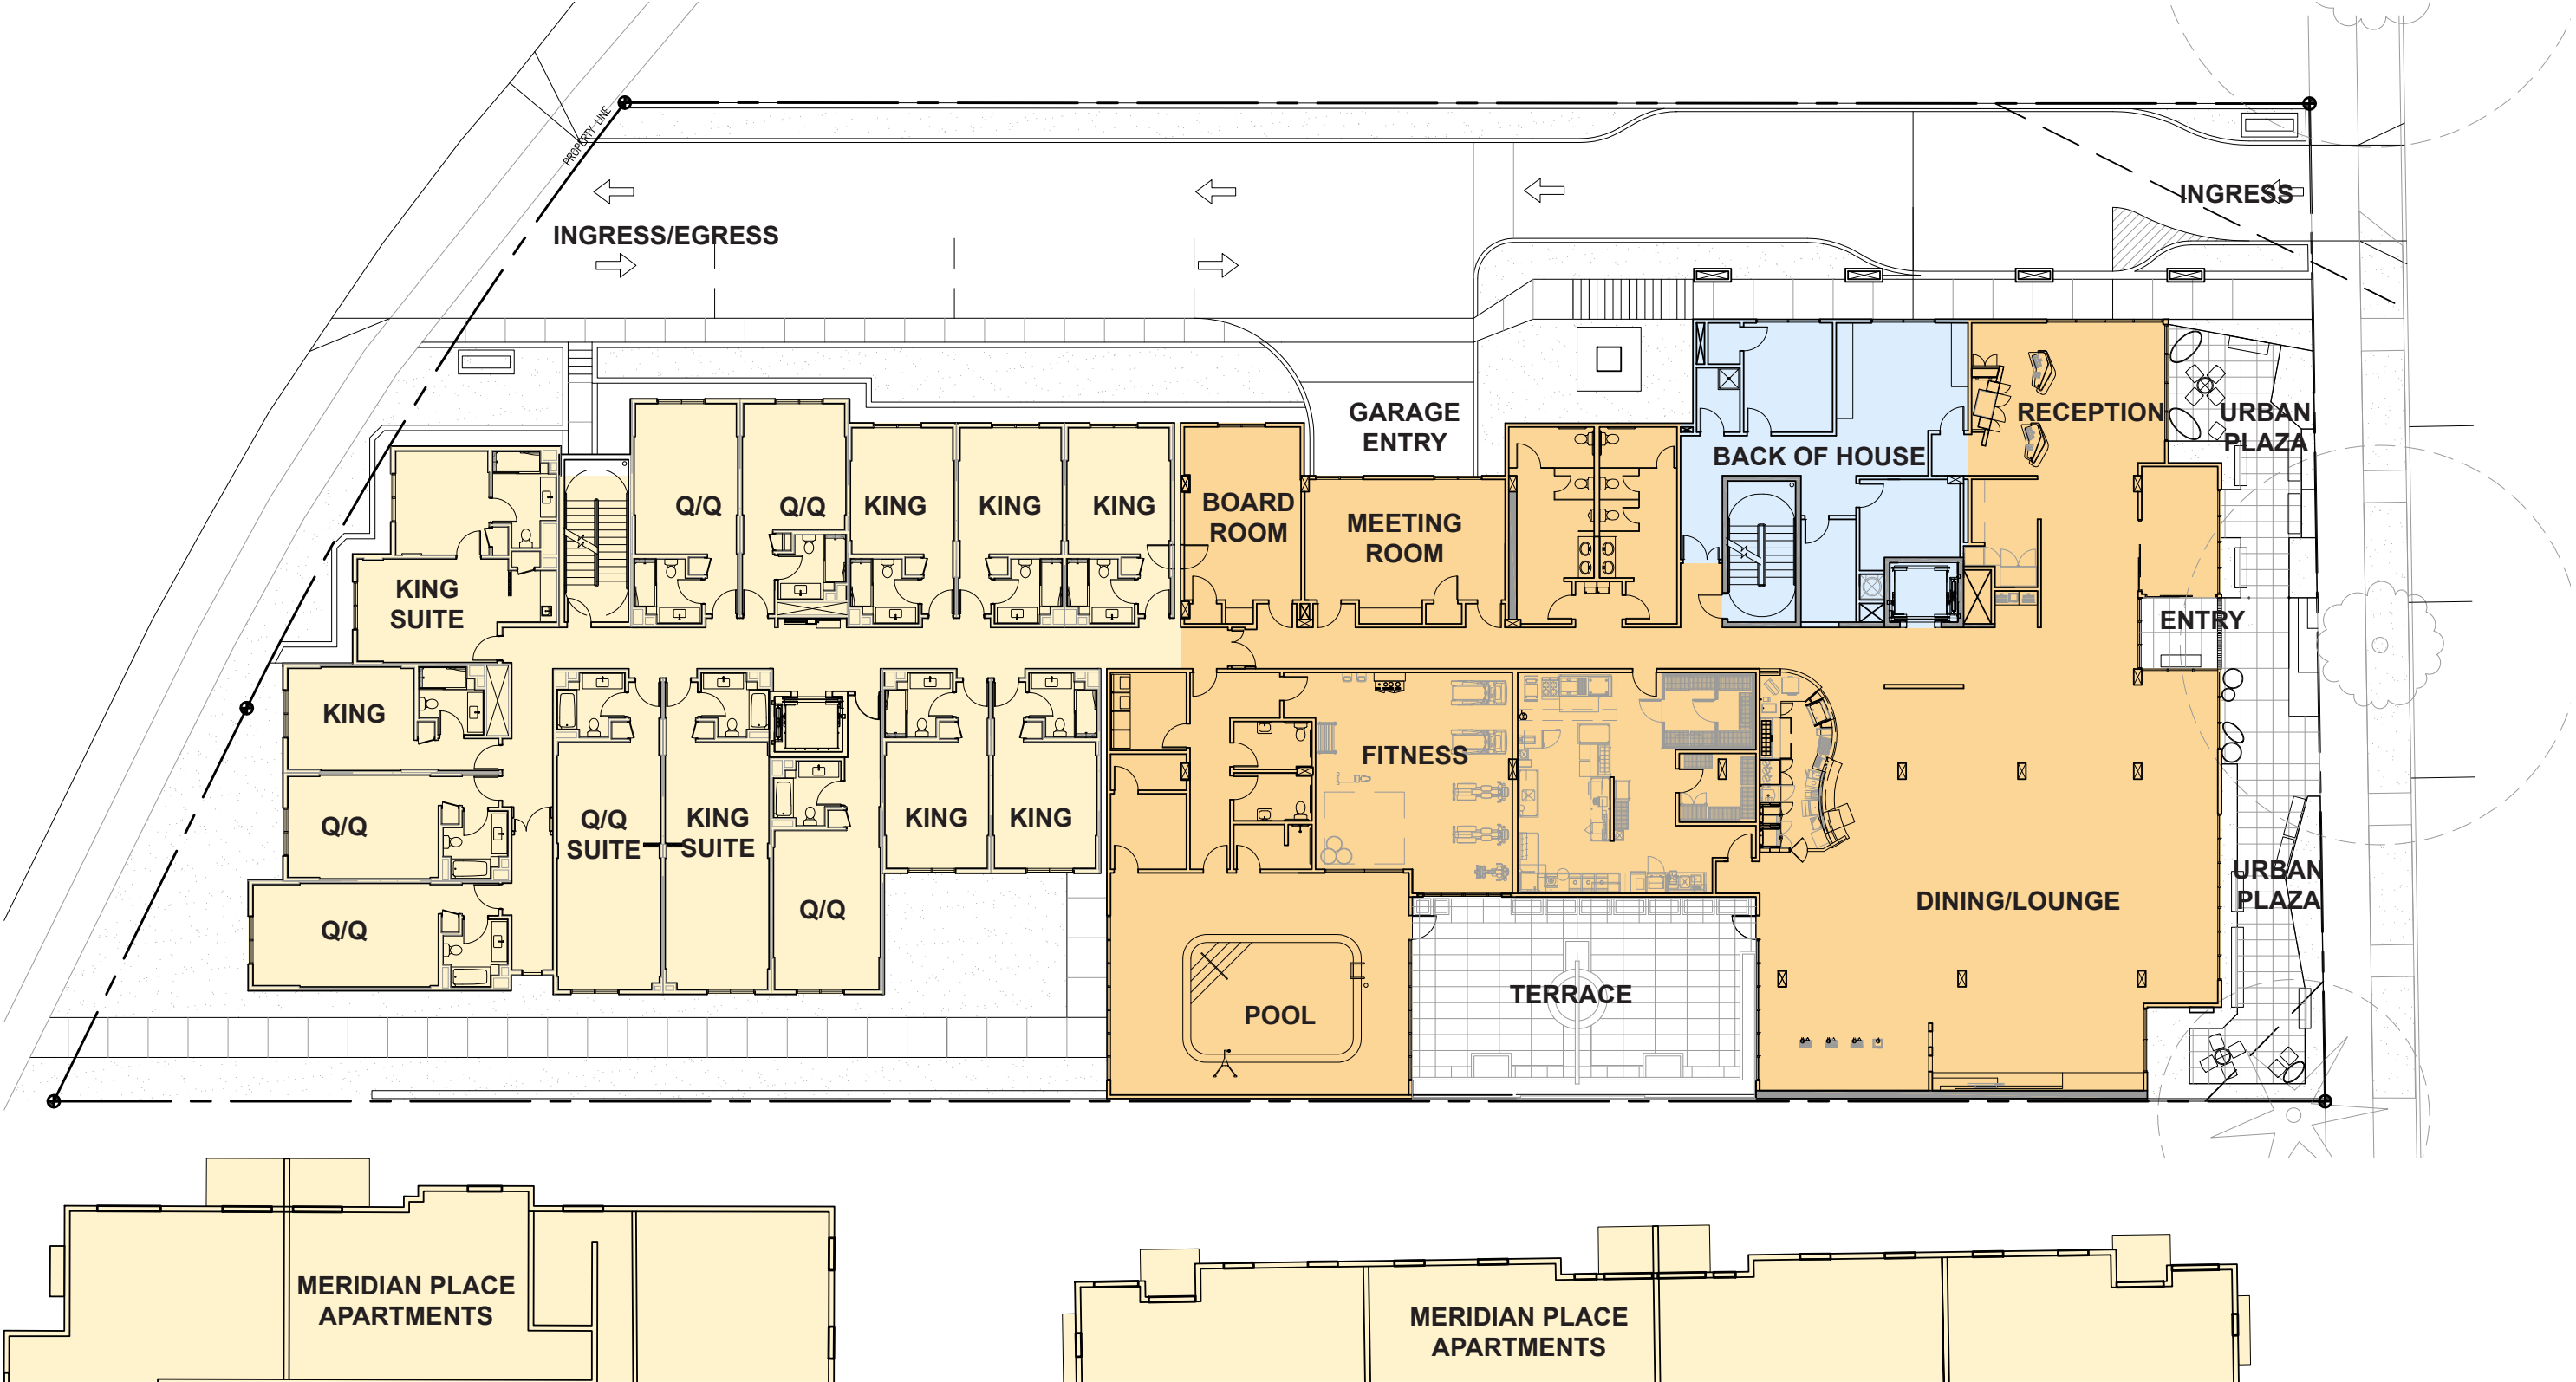 PROPERTY LINE
INGRESS
INGRESS/EGRESS
GARAGE
ENTRY
RECEPTION
URBAN
PLAZA
BACK OF HOUSE
Q/Q
Q/Q
KING
KING
KING
BOARD
ROOM
MEETING
ROOM
KING
SUITE
ENTRY
KING
FITNESS
Q/Q
Q/Q
SUITE
KING
SUITE
KING
KING
Q/Q
Q/Q
DINING/LOUNGE
URBAN
PLAZA
TERRACE
POOL
MERIDIAN PLACE
APARTMENTS
MERIDIAN PLACE
APARTMENTS